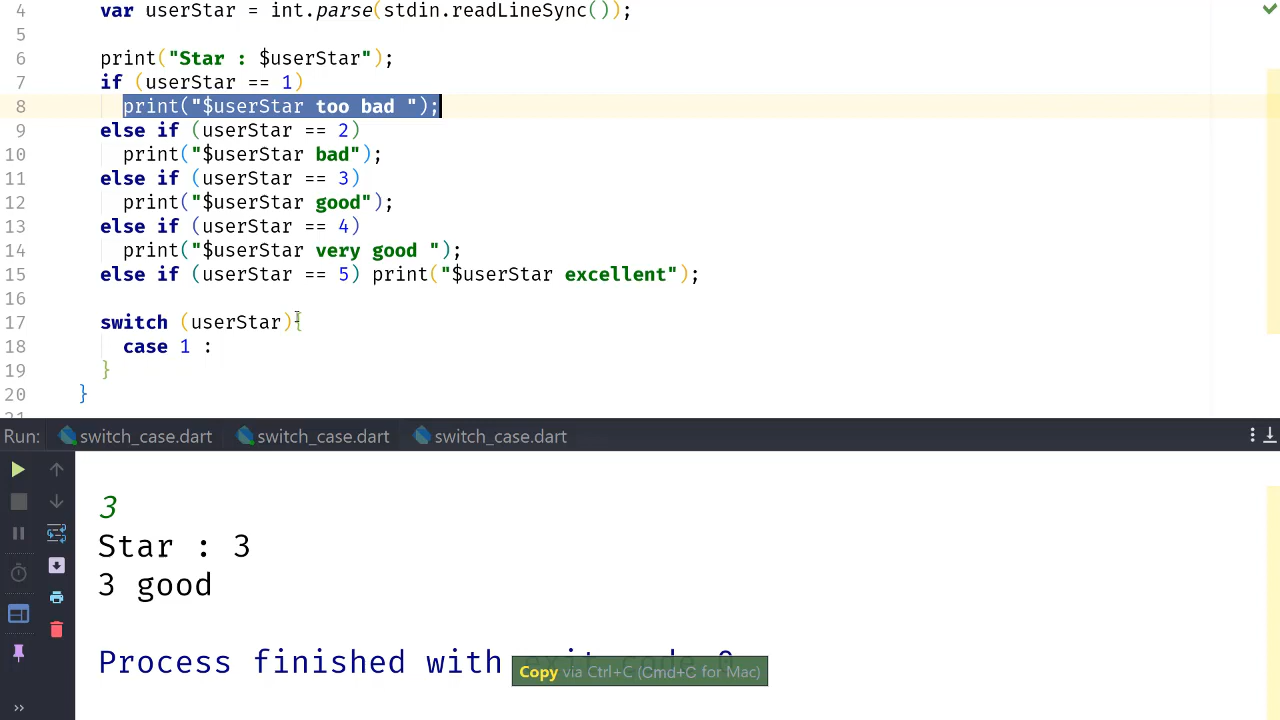 4 var userStar = int.parse(stdin.readLineSync());
5
6 print("Star : $userStar");
7 if (userStar == 1)
8 print("$userStar too bad ");
9 else if (userStar == 2)
10 print("$userStar bad");
11 else if (userStar == 3)
12 print("$userStar good");
13 else if (userStar == 4)
14 print("$userStar very good ");
15 else if (userStar == 5) print("$userStar excellent");
16
17 switch (userStar){
18 case 1 :
19 }
20 }
21
Run: switch_case.dart switch_case.dart switch_case.dart
3
Star : 3
3 good
Process finished with exit code 0
Copy via Ctrl+C (Cmd+C for Mac)